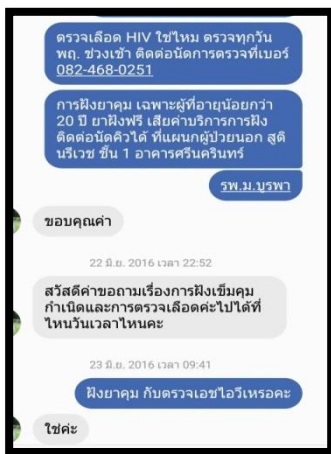 ตรวจเลือด HIV ใช่ไหม ตรวจทุกวัน
พฤ. ช่วงเช้า ติดต่อนัดการตรวจที่เบอร์
082-468-0251
การฝังยาคุม เฉพาะผู้ที่อายุน้อยกว่า
20 ปี ยาฝังฟรี เสียค่าบริการการฝัง
ติดต่อนัดคิวได้ ที่แผนกผู้ป่วยนอก สูติ
นรีเวช ชั้น 1 อาคารศรีนครินทร์
รพ.ม.บูรพา
ขอบคุณค่า
22 มิ.ย. 2016 เวลา 22:52
สวัสดีค่าขอถามเรื่องการฝังเข็มคุม
กำเนิดและการตรวจเลือดค่ะไปได้ที่
ไหนวันเวลาไหนคะ
23 มิ.ย. 2016 เวลา 09:41
ฝังยาคุม กับตรวจเอชไอวีเหรอคะ
ใช่ค่ะ